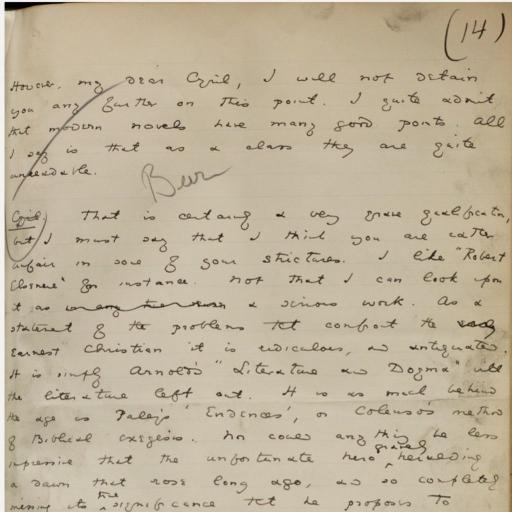 (14)
However, my dear Cyril, I will not detain
you any further on this point. I quite admit
that modern novels have many good points. All
I say is that as a class they are quite
unreadable.
Cyril. That is certainly a very grave qualification,
but I must say that I think you are rather
unfair in some of your strictures. I like "Robert
Elsmere" for instance. Not that I can look upon
it as a serious work. As a
statement of the problems that confront the
earnest Christian it is ridiculous, and antiquated.
It is simply Arnold's "Literature and Dogma" with
the literature left out. It is as much behind
the age as Paley's 'Evidences', or Colenso's method
of Biblical exegesis. Nor could anything be less
impressive than the unfortunate hero gravely heralding
a dawn that rose long ago, and so completely
missing its true significance that he proposes to